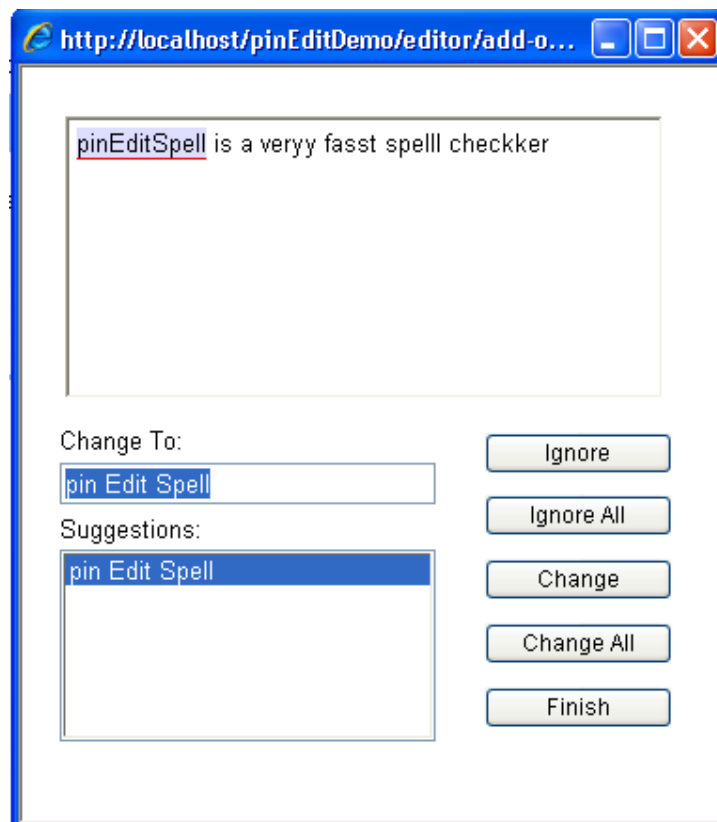 http://localhost/pinEditDemo/editor/add-o...
pinEditSpell is a veryy fasst spelll checkker
Change To:
pin Edit Spell
Suggestions:
pin Edit Spell
Ignore
Ignore All
Change
Change All
Finish